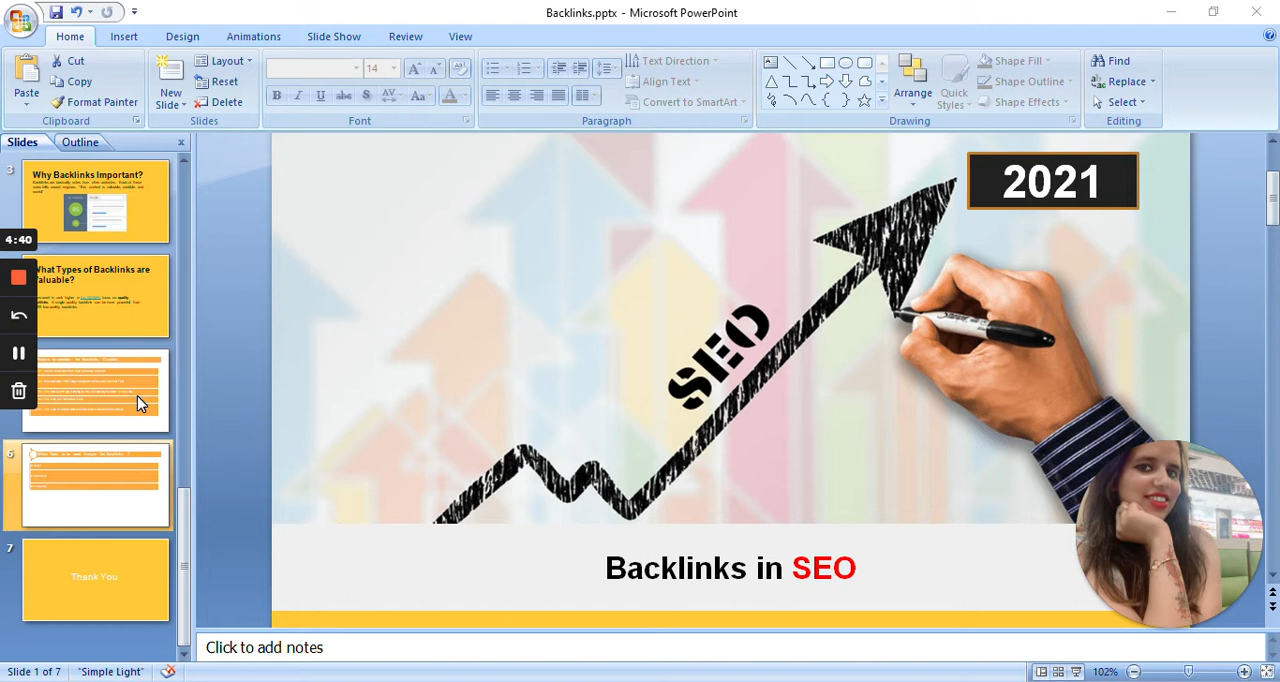 Backlinks.pptx - Microsoft PowerPoint
Home Insert Design Animations Slide Show Review View
Cut Layout 14 Text Direction Shape Fill Find
Paste Copy New Slide Reset Align Text Arrange Quick Styles Shape Outline Replace
Format Painter Delete B I U abc S AV Aa A Convert to SmartArt Shape Effects Select
Clipboard Slides Font Paragraph Drawing Editing
Slides Outline
3
Why Backlinks Important?
4:40
What Types of Backlinks are
Valuable?
6
7
Thank You
2021
SEO
Backlinks in SEO
Click to add notes
Slide 1 of 7 "Simple Light" 102%